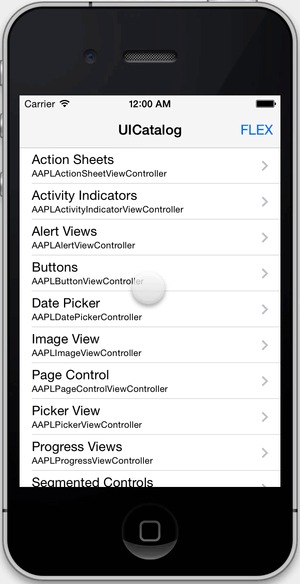 Carrier 12:00 AM
UICatalog FLEX
Action Sheets
AAPLActionSheetViewController
Activity Indicators
AAPLActivityIndicatorViewController
Alert Views
AAPLAlertViewController
Buttons
AAPLButtonViewController
Date Picker
AAPLDatePickerController
Image View
AAPLImageViewController
Page Control
AAPLPageControlViewController
Picker View
AAPLPickerViewController
Progress Views
AAPLProgressViewController
Segmented Controls